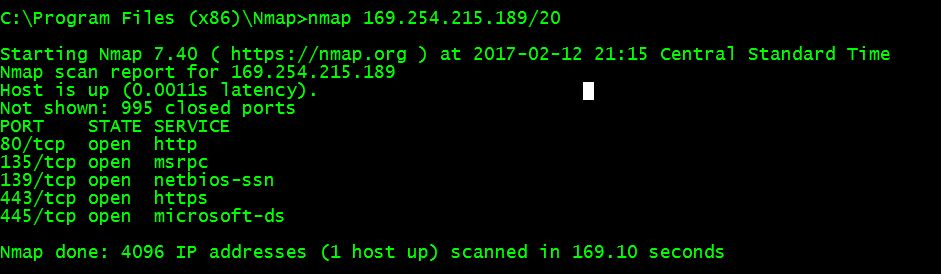 C:\Program Files (x86)\Nmap>nmap 169.254.215.189/20
Starting Nmap 7.40 ( https://nmap.org ) at 2017-02-12 21:15 Central Standard Time
Nmap scan report for 169.254.215.189
Host is up (0.0011s latency).
Not shown: 995 closed ports
PORT    STATE SERVICE
80/tcp  open  http
135/tcp open  msrpc
139/tcp open  netbios-ssn
443/tcp open  https
445/tcp open  microsoft-ds
Nmap done: 4096 IP addresses (1 host up) scanned in 169.10 seconds